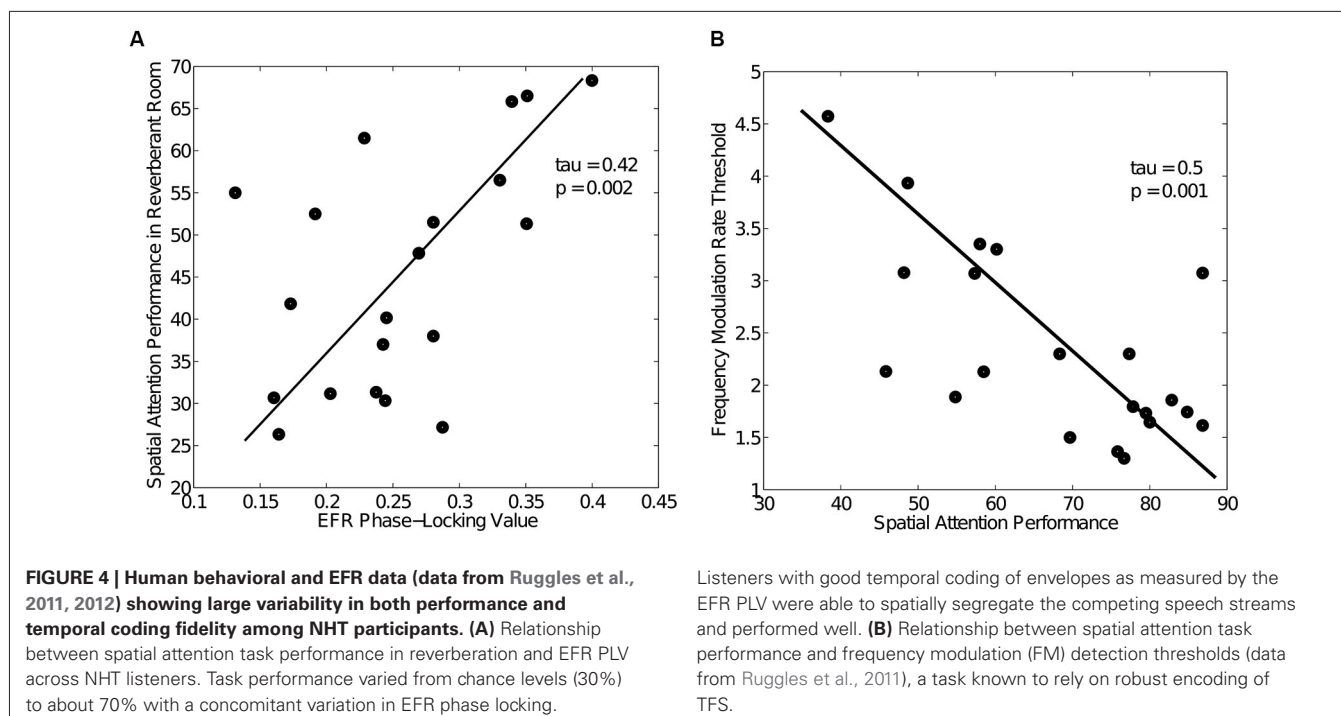 A
Spatial Attention Performance in Reverberant Room
70
65
60
55
50
45
40
35
30
25
20
tau = 0.42
p = 0.002
0.1 0.15 0.2 0.25 0.3 0.35 0.4 0.45
EFR Phase−Locking Value
B
Frequency Modulation Rate Threshold
5
4.5
4
3.5
3
2.5
2
1.5
1
tau = 0.5
p = 0.001
30 40 50 60 70 80 90
Spatial Attention Performance
FIGURE 4 | Human behavioral and EFR data (data from Ruggles et al.,
2011, 2012) showing large variability in both performance and
temporal coding fidelity among NHT participants. (A) Relationship
between spatial attention task performance in reverberation and EFR PLV
across NHT listeners. Task performance varied from chance levels (30%)
to about 70% with a concomitant variation in EFR phase locking.
Listeners with good temporal coding of envelopes as measured by the
EFR PLV were able to spatially segregate the competing speech streams
and performed well. (B) Relationship between spatial attention task
performance and frequency modulation (FM) detection thresholds (data
from Ruggles et al., 2011), a task known to rely on robust encoding of
TFS.